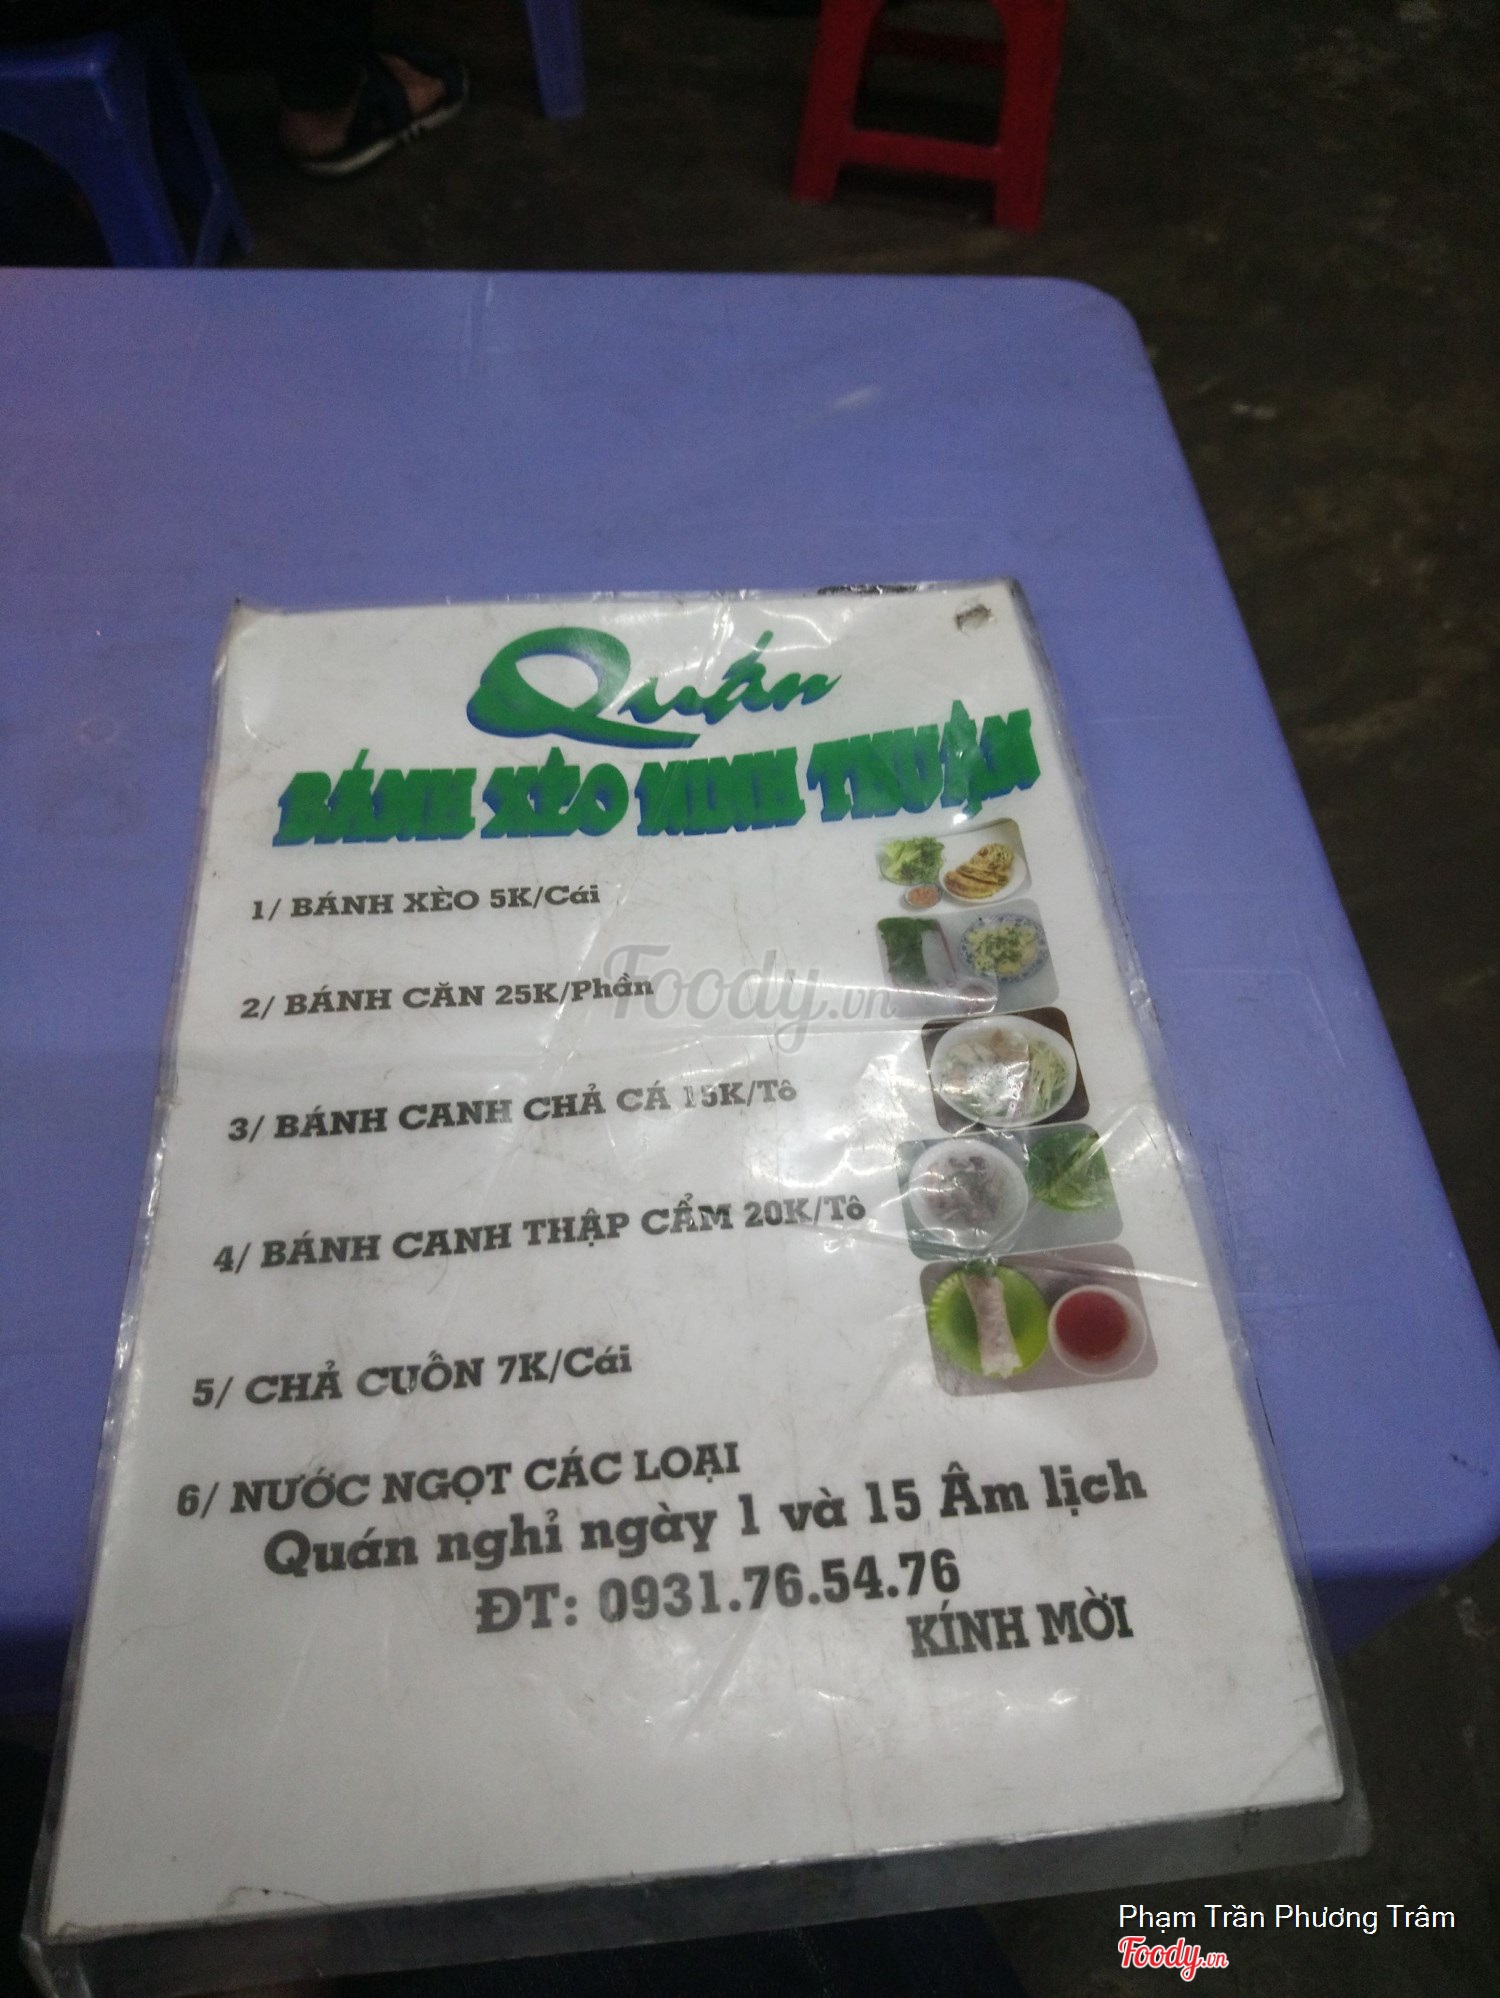 Quán
BÁNH XÈO NINH THUẬN
1/ BÁNH XÈO 5K/Cái
2/ BÁNH CĂN 25K/Phần
3/ BÁNH CANH CHẢ CÁ 15K/Tô
4/ BÁNH CANH THẬP CẨM 20K/Tô
5/ CHẢ CUỐN 7K/Cái
6/ NƯỚC NGỌT CÁC LOẠI
Quán nghỉ ngày 1 và 15 Âm lịch
ĐT: 0931.76.54.76
KÍNH MỜI
Foody.vn
Phạm Trần Phương Trâm
Foody.vn